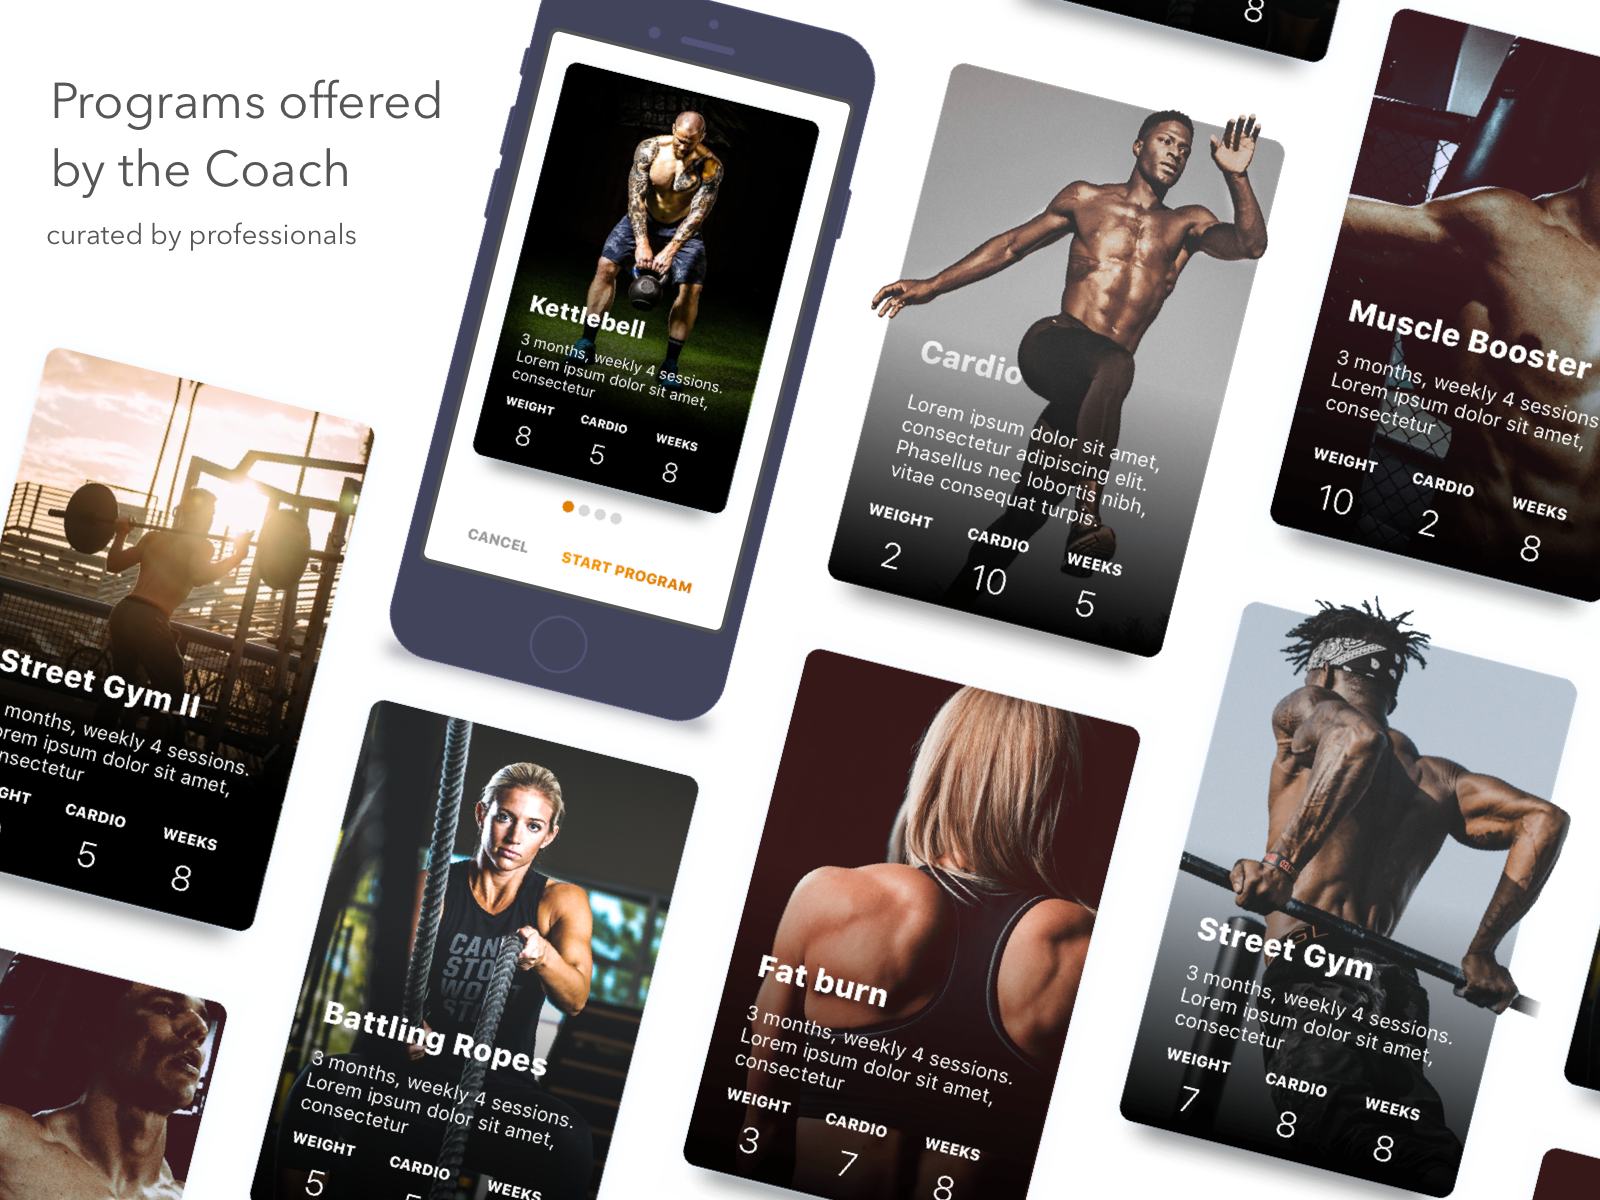 Programs offered
by the Coach
curated by professionals
8
Kettlebell
3 months, weekly 4 sessions.
Lorem ipsum dolor sit amet,
consectetur
WEIGHT CARDIO WEEKS
8 5 8
CANCEL START PROGRAM
Cardio
Lorem ipsum dolor sit amet,
consectetur adipiscing elit.
Phasellus nec lobortis nibh,
vitae consequat turpis.
WEIGHT CARDIO WEEKS
2 10 5
Muscle Booster
3 months, weekly 4 sessions
Lorem ipsum dolor sit amet,
consectetur
WEIGHT CARDIO WEEKS
10 2 8
Street Gym II
months, weekly 4 sessions.
orem ipsum dolor sit amet,
nsectetur
GHT CARDIO WEEKS
5 8
Battling Ropes
3 months, weekly 4 sessions.
Lorem ipsum dolor sit amet,
consectetur
WEIGHT CARDIO WEEKS
5
Fat burn
3 months, weekly 4 sessions.
Lorem ipsum dolor sit amet,
consectetur
WEIGHT CARDIO WEEKS
3 7 8
Street Gym
3 months, weekly 4 sessions.
Lorem ipsum dolor sit amet,
consectetur
WEIGHT CARDIO WEEKS
7 8 8